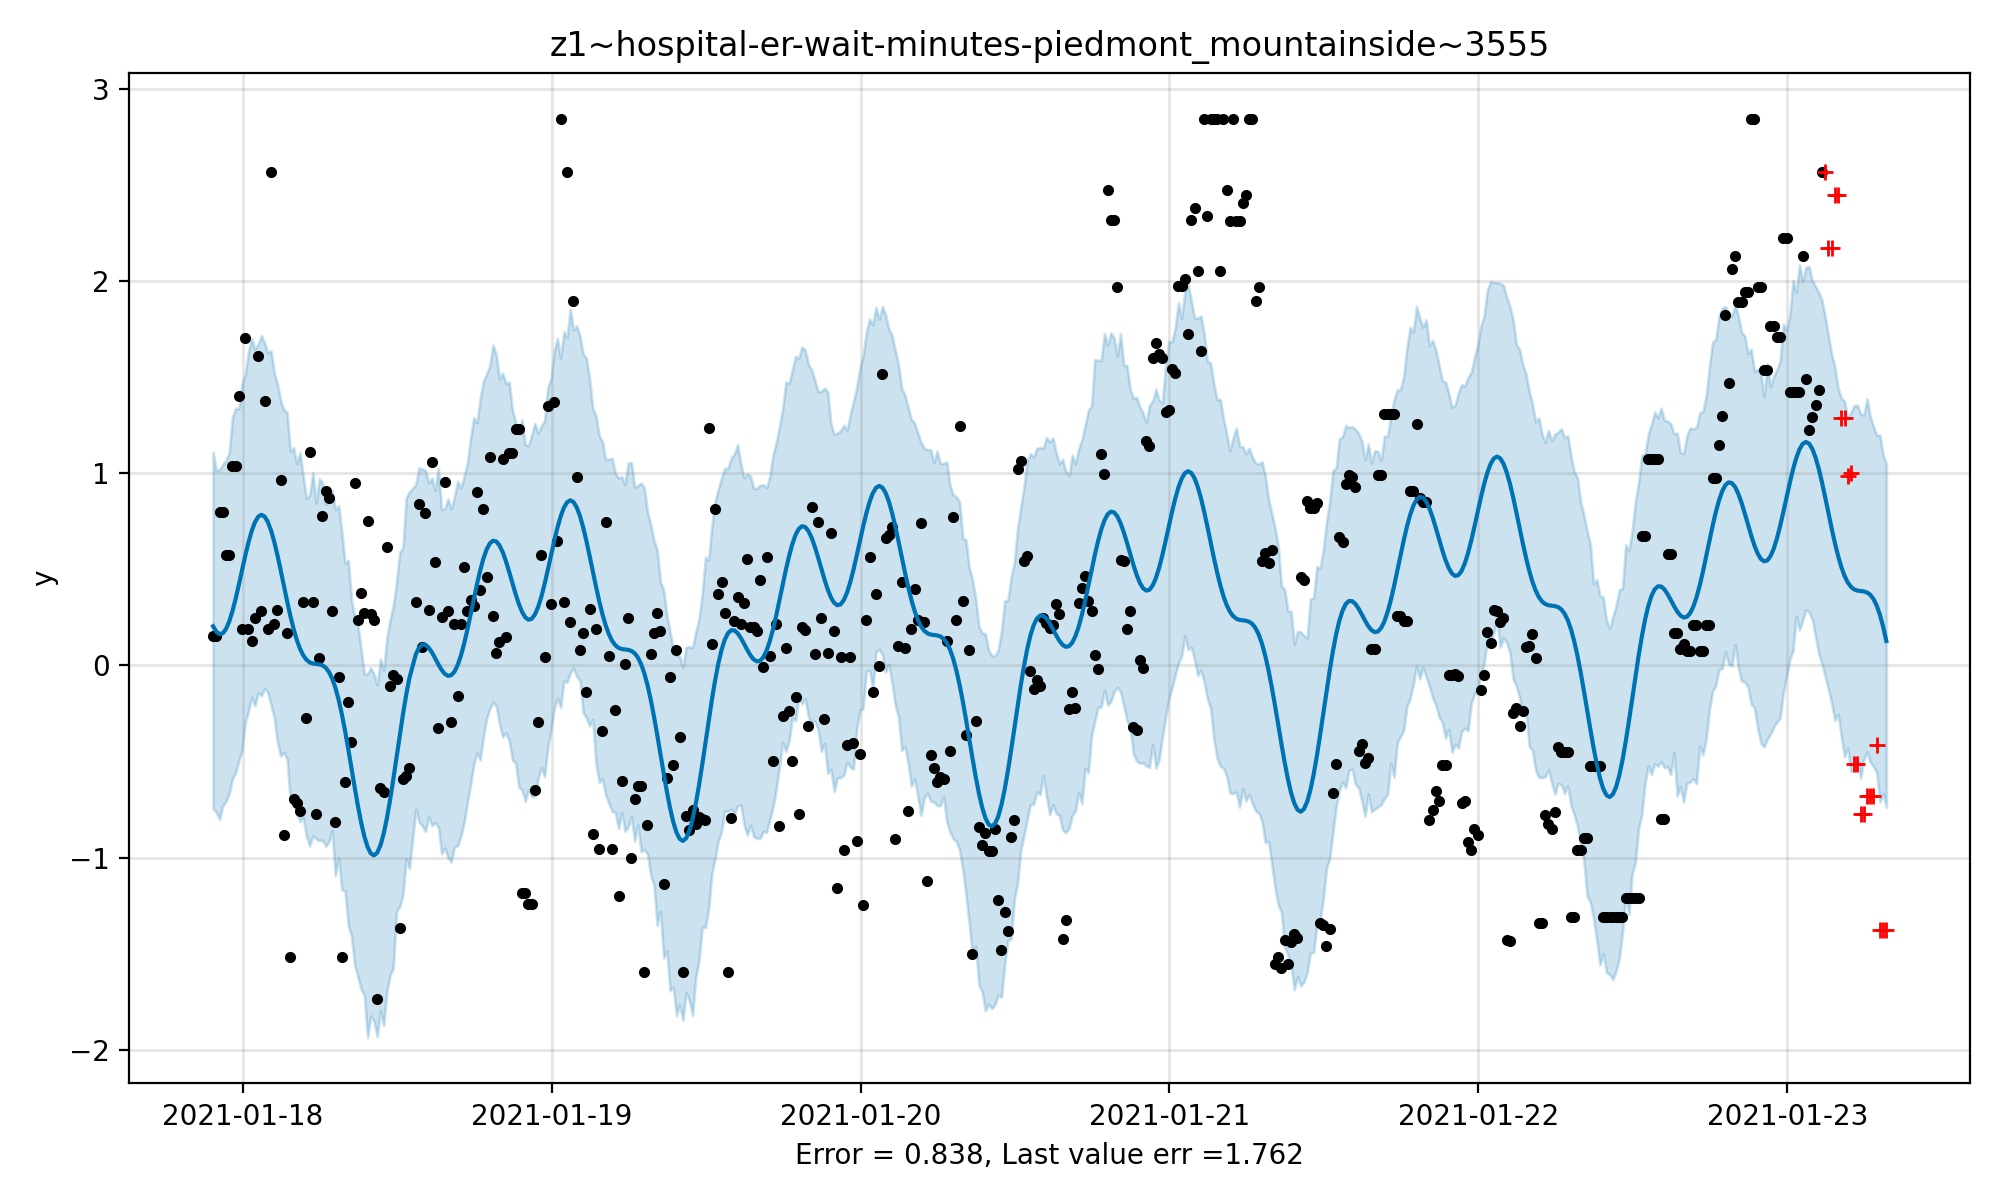 z1~hospital-er-wait-minutes-piedmont_mountainside~3555
3
2
1
0
−1
−2
y
2021-01-18 2021-01-19 2021-01-20 2021-01-21 2021-01-22 2021-01-23
Error = 0.838, Last value err =1.762